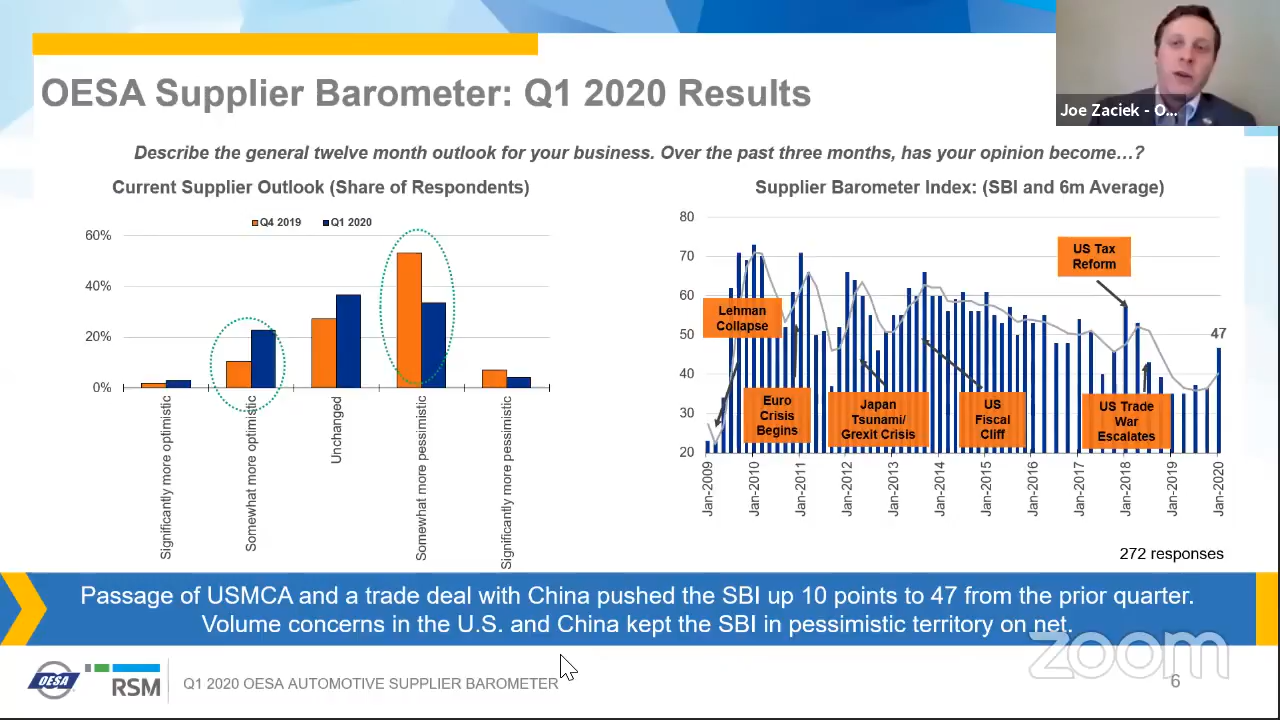 OESA Supplier Barometer: Q1 2020 Results
Joe Zaciek - O...
Describe the general twelve month outlook for your business. Over the past three months, has your opinion become…?
Current Supplier Outlook (Share of Respondents)
Q4 2019
Q1 2020
60%
40%
20%
0%
Significantly more optimistic
Somewhat more optimistic
Unchanged
Somewhat more pessimistic
Significantly more pessimistic
Supplier Barometer Index: (SBI and 6m Average)
80
70
60
50
40
30
20
Lehman
Collapse
Euro
Crisis
Begins
Japan
Tsunami/
Grexit Crisis
US
Fiscal
Cliff
US Tax
Reform
US Trade
War
Escalates
47
Jan-2009
Jan-2010
Jan-2011
Jan-2012
Jan-2013
Jan-2014
Jan-2015
Jan-2016
Jan-2017
Jan-2018
Jan-2019
Jan-2020
272 responses
Passage of USMCA and a trade deal with China pushed the SBI up 10 points to 47 from the prior quarter.
Volume concerns in the U.S. and China kept the SBI in pessimistic territory on net.
zoom
OESA
RSM
Q1 2020 OESA AUTOMOTIVE SUPPLIER BAROMETER
6